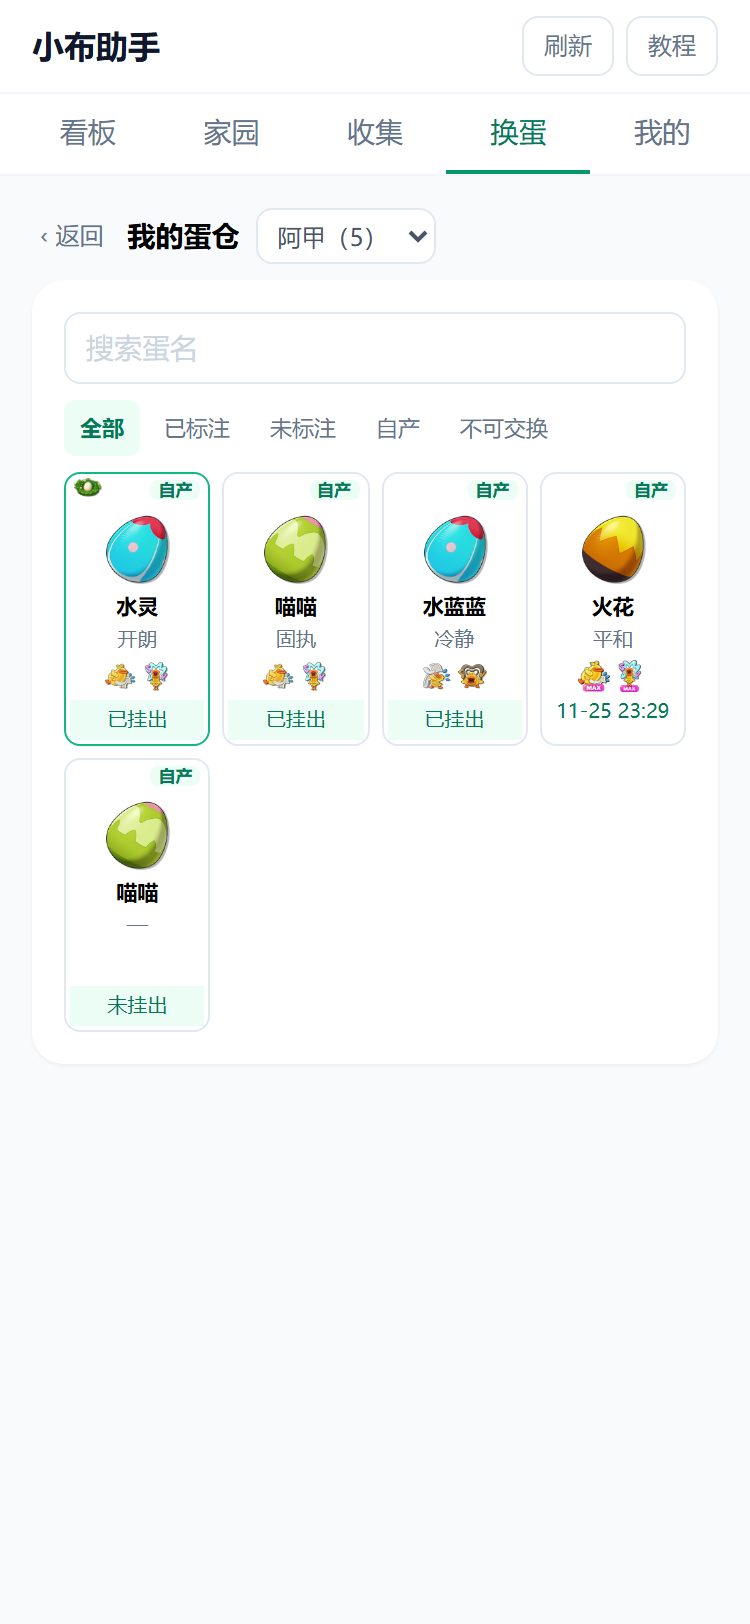 小布助手
刷新
教程
看板
家园
收集
换蛋
我的
‹ 返回
我的蛋仓
阿甲（5）
搜索蛋名
全部
已标注
未标注
自产
不可交换
自产
水灵
开朗
已挂出
自产
喵喵
固执
已挂出
自产
水蓝蓝
冷静
已挂出
自产
火花
平和
MAX
MAX
11-25 23:29
自产
喵喵
—
未挂出